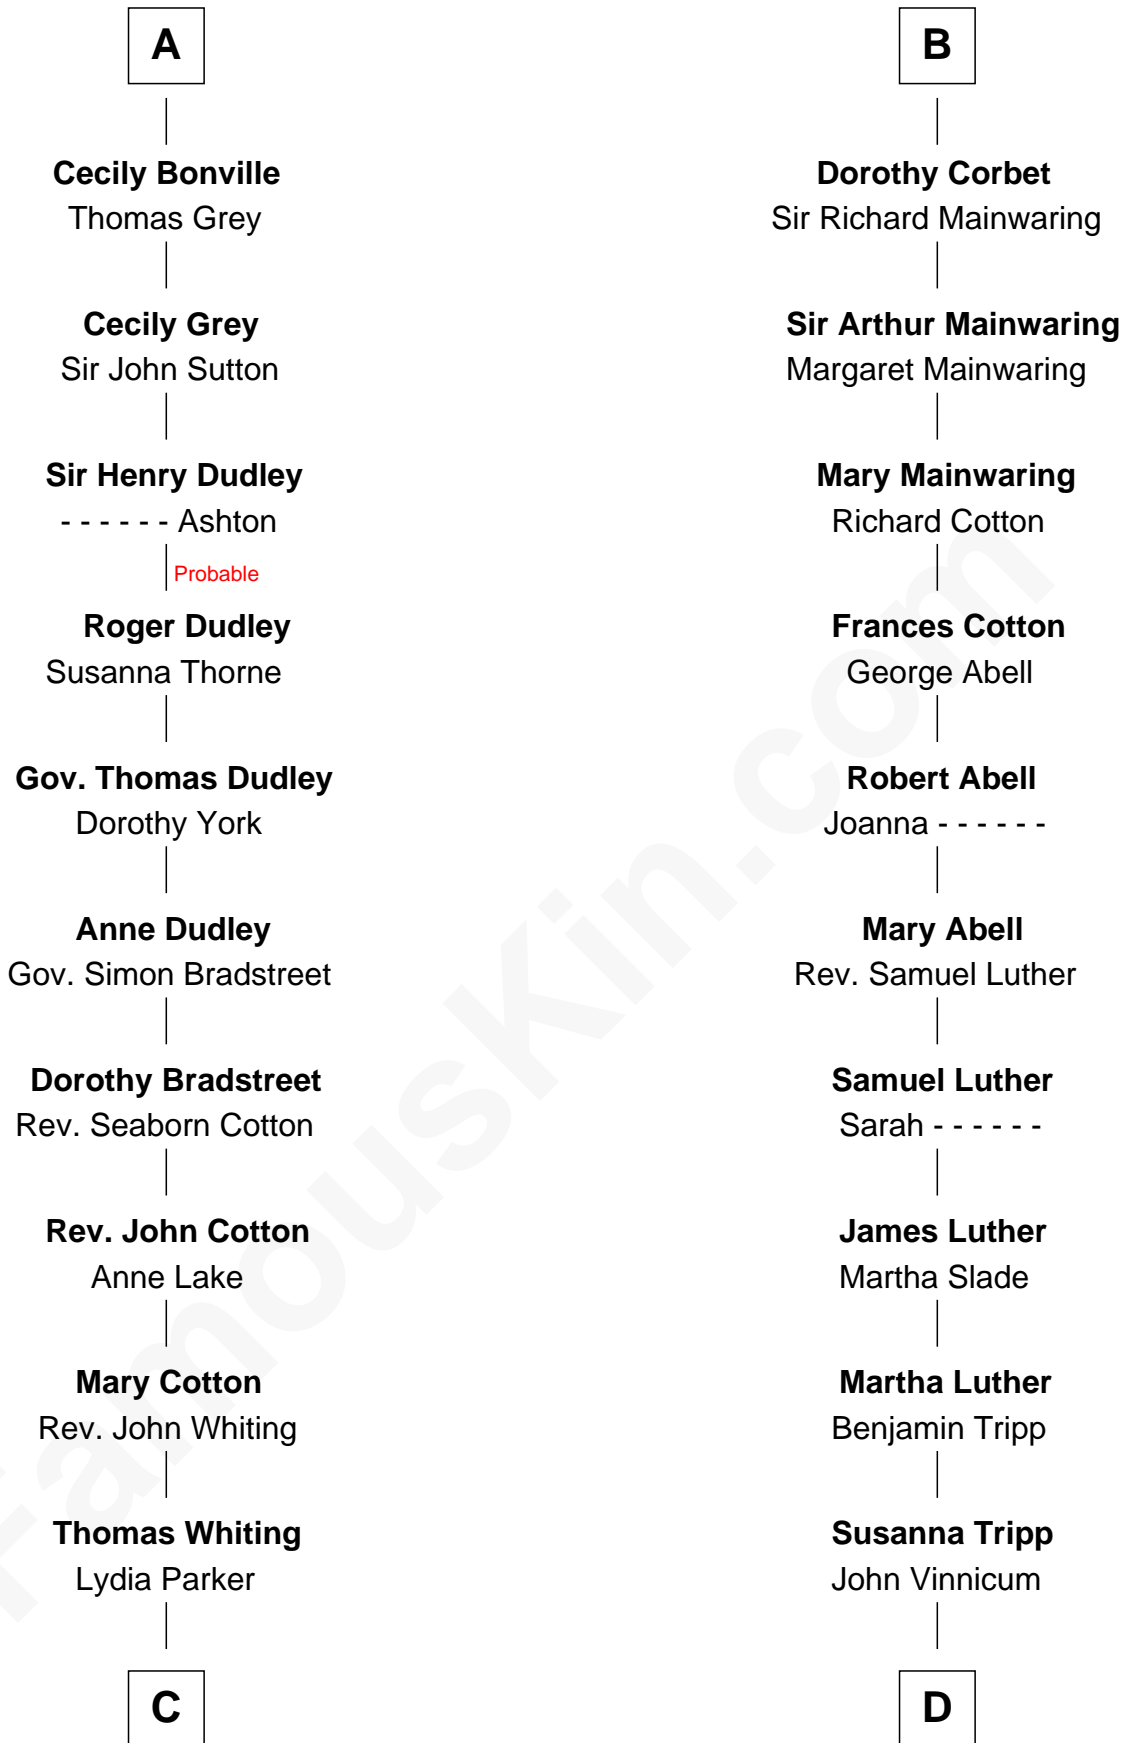 A
Cecily Bonville
Thomas Grey
Cecily Grey
Sir John Sutton
Sir Henry Dudley
- - - - - - Ashton
Probable
Roger Dudley
Susanna Thorne
Gov. Thomas Dudley
Dorothy York
Anne Dudley
Gov. Simon Bradstreet
Dorothy Bradstreet
Rev. Seaborn Cotton
Rev. John Cotton
Anne Lake
Mary Cotton
Rev. John Whiting
Thomas Whiting
Lydia Parker
C
B
Dorothy Corbet
Sir Richard Mainwaring
Sir Arthur Mainwaring
Margaret Mainwaring
Mary Mainwaring
Richard Cotton
Frances Cotton
George Abell
Robert Abell
Joanna - - - - - -
Mary Abell
Rev. Samuel Luther
Samuel Luther
Sarah - - - - - -
James Luther
Martha Slade
Martha Luther
Benjamin Tripp
Susanna Tripp
John Vinnicum
D
FamousKin.com